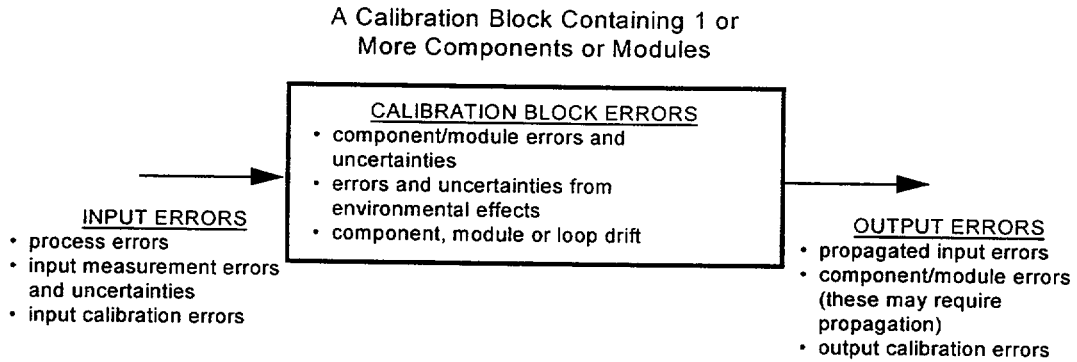 A Calibration Block Containing 1 or
More Components or Modules
CALIBRATION BLOCK ERRORS
• component/module errors and
uncertainties
• errors and uncertainties from
environmental effects
• component, module or loop drift
INPUT ERRORS
• process errors
• input measurement errors
and uncertainties
• input calibration errors
OUTPUT ERRORS
• propagated input errors
• component/module errors
(these may require
propagation)
• output calibration errors